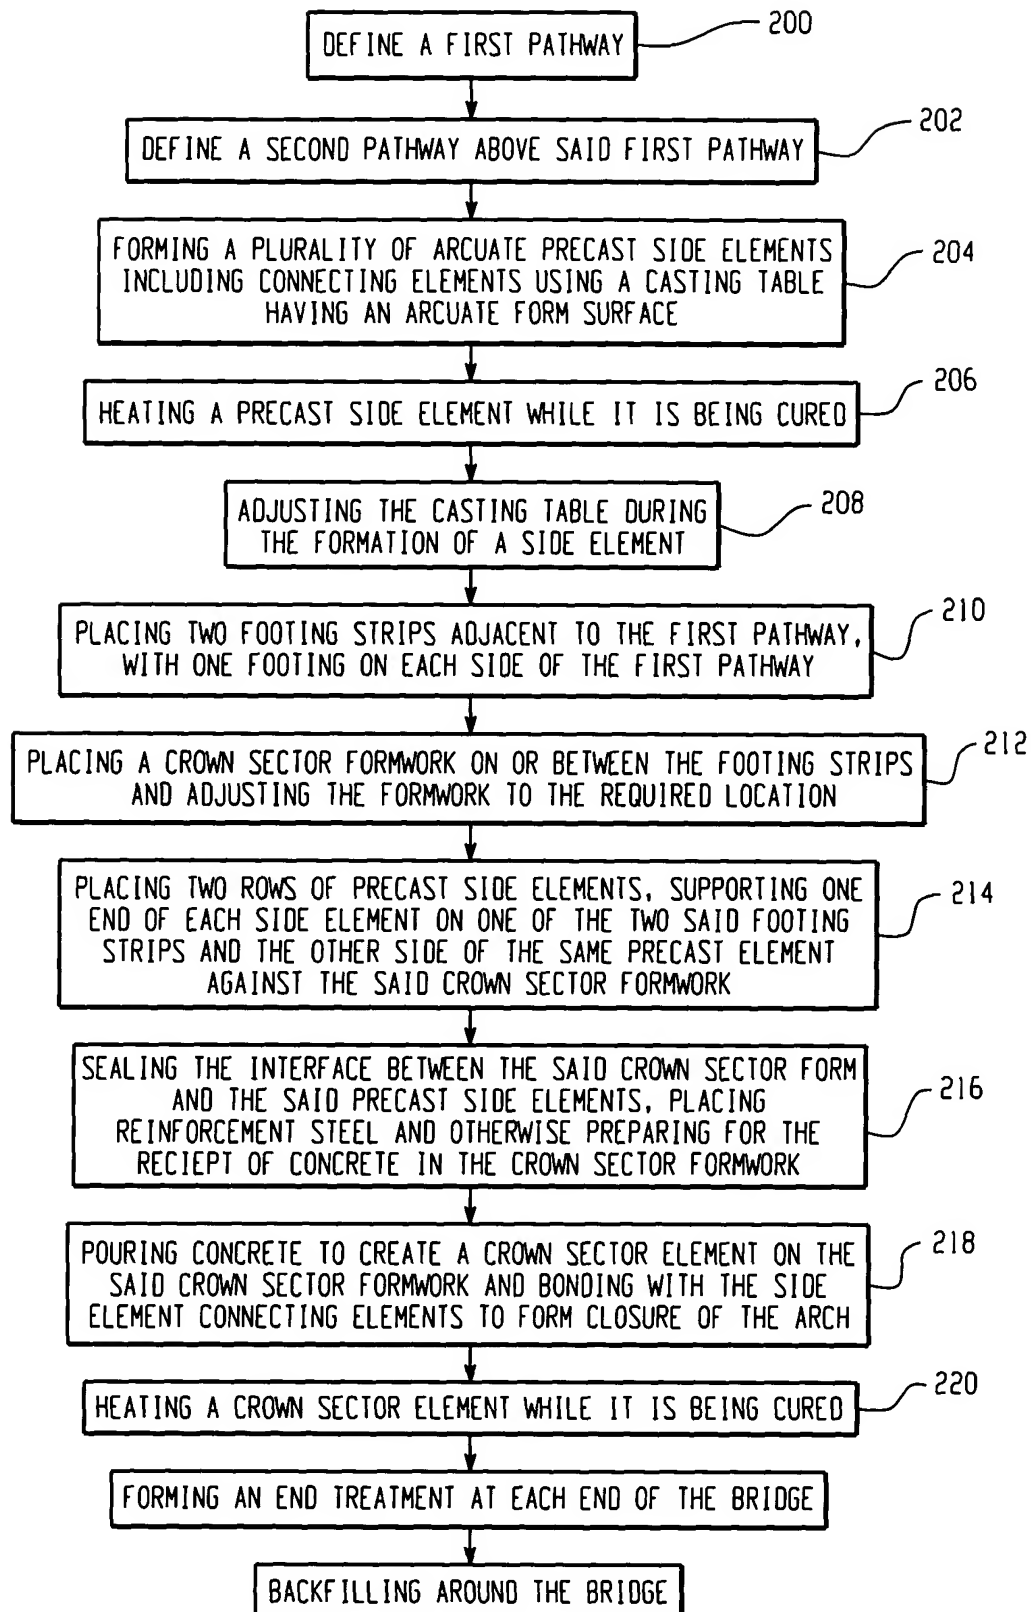 DEFINE A FIRST PATHWAY
200
DEFINE A SECOND PATHWAY ABOVE SAID FIRST PATHWAY
202
FORMING A PLURALITY OF ARCUATE PRECAST SIDE ELEMENTS
INCLUDING CONNECTING ELEMENTS USING A CASTING TABLE
HAVING AN ARCUATE FORM SURFACE
204
HEATING A PRECAST SIDE ELEMENT WHILE IT IS BEING CURED
206
ADJUSTING THE CASTING TABLE DURING
THE FORMATION OF A SIDE ELEMENT
208
PLACING TWO FOOTING STRIPS ADJACENT TO THE FIRST PATHWAY,
WITH ONE FOOTING ON EACH SIDE OF THE FIRST PATHWAY
210
PLACING A CROWN SECTOR FORMWORK ON OR BETWEEN THE FOOTING STRIPS
AND ADJUSTING THE FORMWORK TO THE REQUIRED LOCATION
212
PLACING TWO ROWS OF PRECAST SIDE ELEMENTS, SUPPORTING ONE
END OF EACH SIDE ELEMENT ON ONE OF THE TWO SAID FOOTING
STRIPS AND THE OTHER SIDE OF THE SAME PRECAST ELEMENT
AGAINST THE SAID CROWN SECTOR FORMWORK
214
SEALING THE INTERFACE BETWEEN THE SAID CROWN SECTOR FORM
AND THE SAID PRECAST SIDE ELEMENTS, PLACING
REINFORCEMENT STEEL AND OTHERWISE PREPARING FOR THE
RECIEPT OF CONCRETE IN THE CROWN SECTOR FORMWORK
216
POURING CONCRETE TO CREATE A CROWN SECTOR ELEMENT ON THE
SAID CROWN SECTOR FORMWORK AND BONDING WITH THE SIDE
ELEMENT CONNECTING ELEMENTS TO FORM CLOSURE OF THE ARCH
218
HEATING A CROWN SECTOR ELEMENT WHILE IT IS BEING CURED
220
FORMING AN END TREATMENT AT EACH END OF THE BRIDGE
BACKFILLING AROUND THE BRIDGE